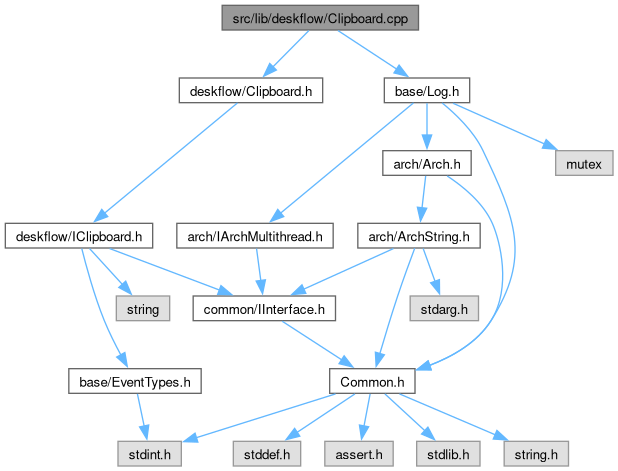 src/lib/deskflow/Clipboard.cpp
deskflow/Clipboard.h
base/Log.h
arch/Arch.h
mutex
deskflow/IClipboard.h
arch/IArchMultithread.h
arch/ArchString.h
string
common/IInterface.h
stdarg.h
base/EventTypes.h
Common.h
stdint.h
stddef.h
assert.h
stdlib.h
string.h